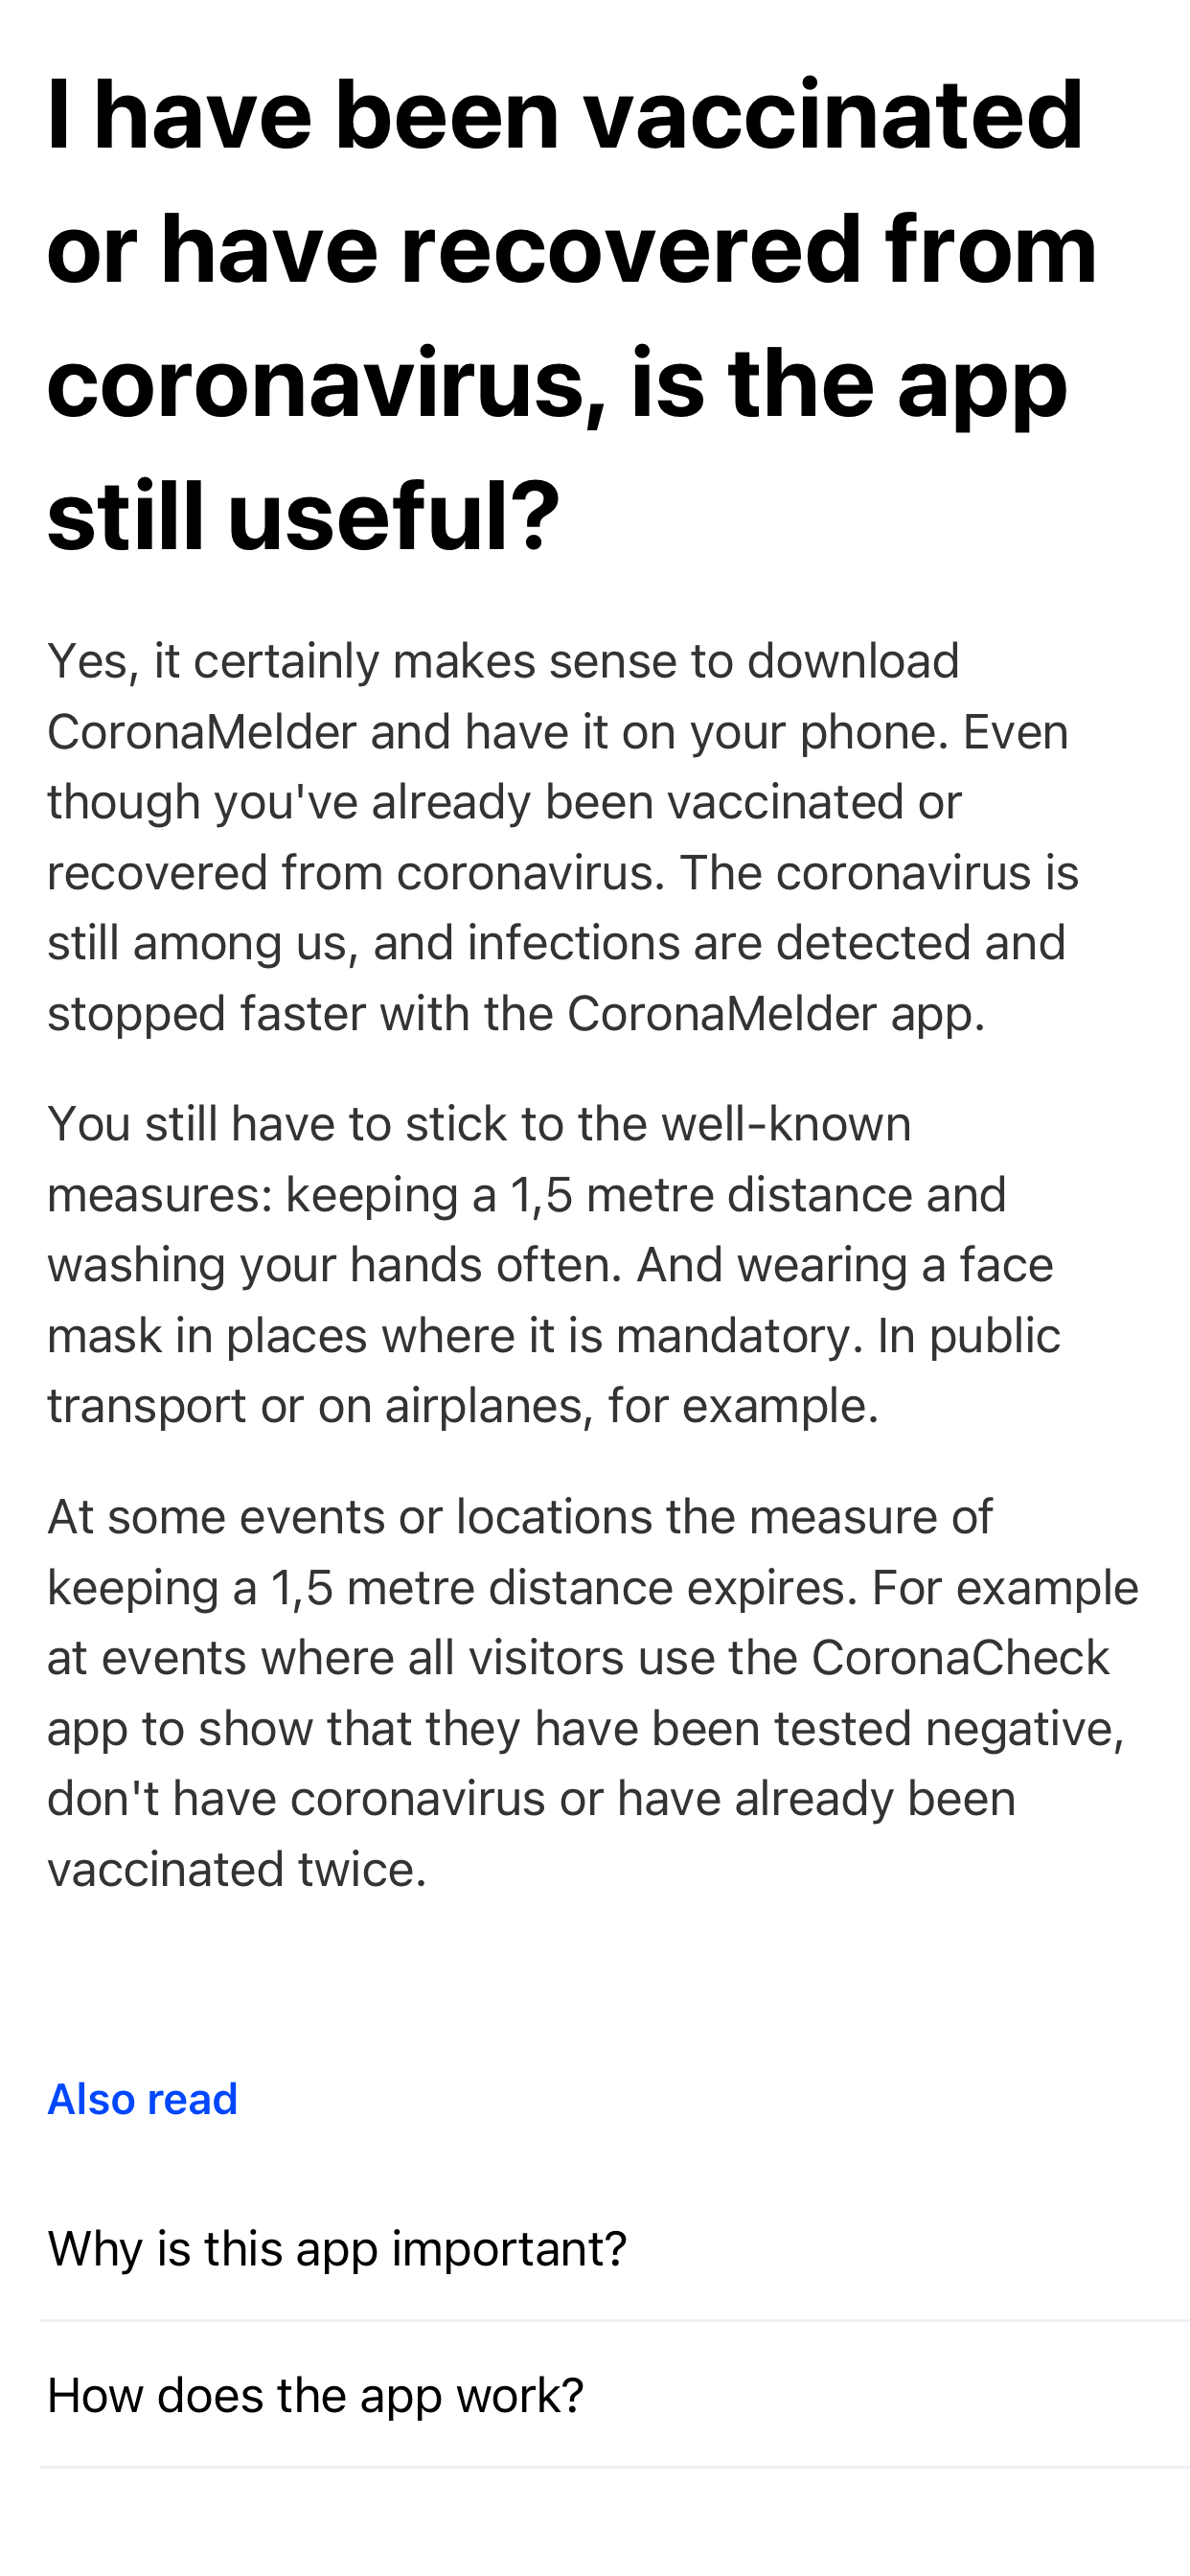 I have been vaccinated
or have recovered from
coronavirus, is the app
still useful?
Yes, it certainly makes sense to download
CoronaMelder and have it on your phone. Even
though you've already been vaccinated or
recovered from coronavirus. The coronavirus is
still among us, and infections are detected and
stopped faster with the CoronaMelder app.
You still have to stick to the well-known
measures: keeping a 1,5 metre distance and
washing your hands often. And wearing a face
mask in places where it is mandatory. In public
transport or on airplanes, for example.
At some events or locations the measure of
keeping a 1,5 metre distance expires. For example
at events where all visitors use the CoronaCheck
app to show that they have been tested negative,
don't have coronavirus or have already been
vaccinated twice.
Also read
Why is this app important?
How does the app work?